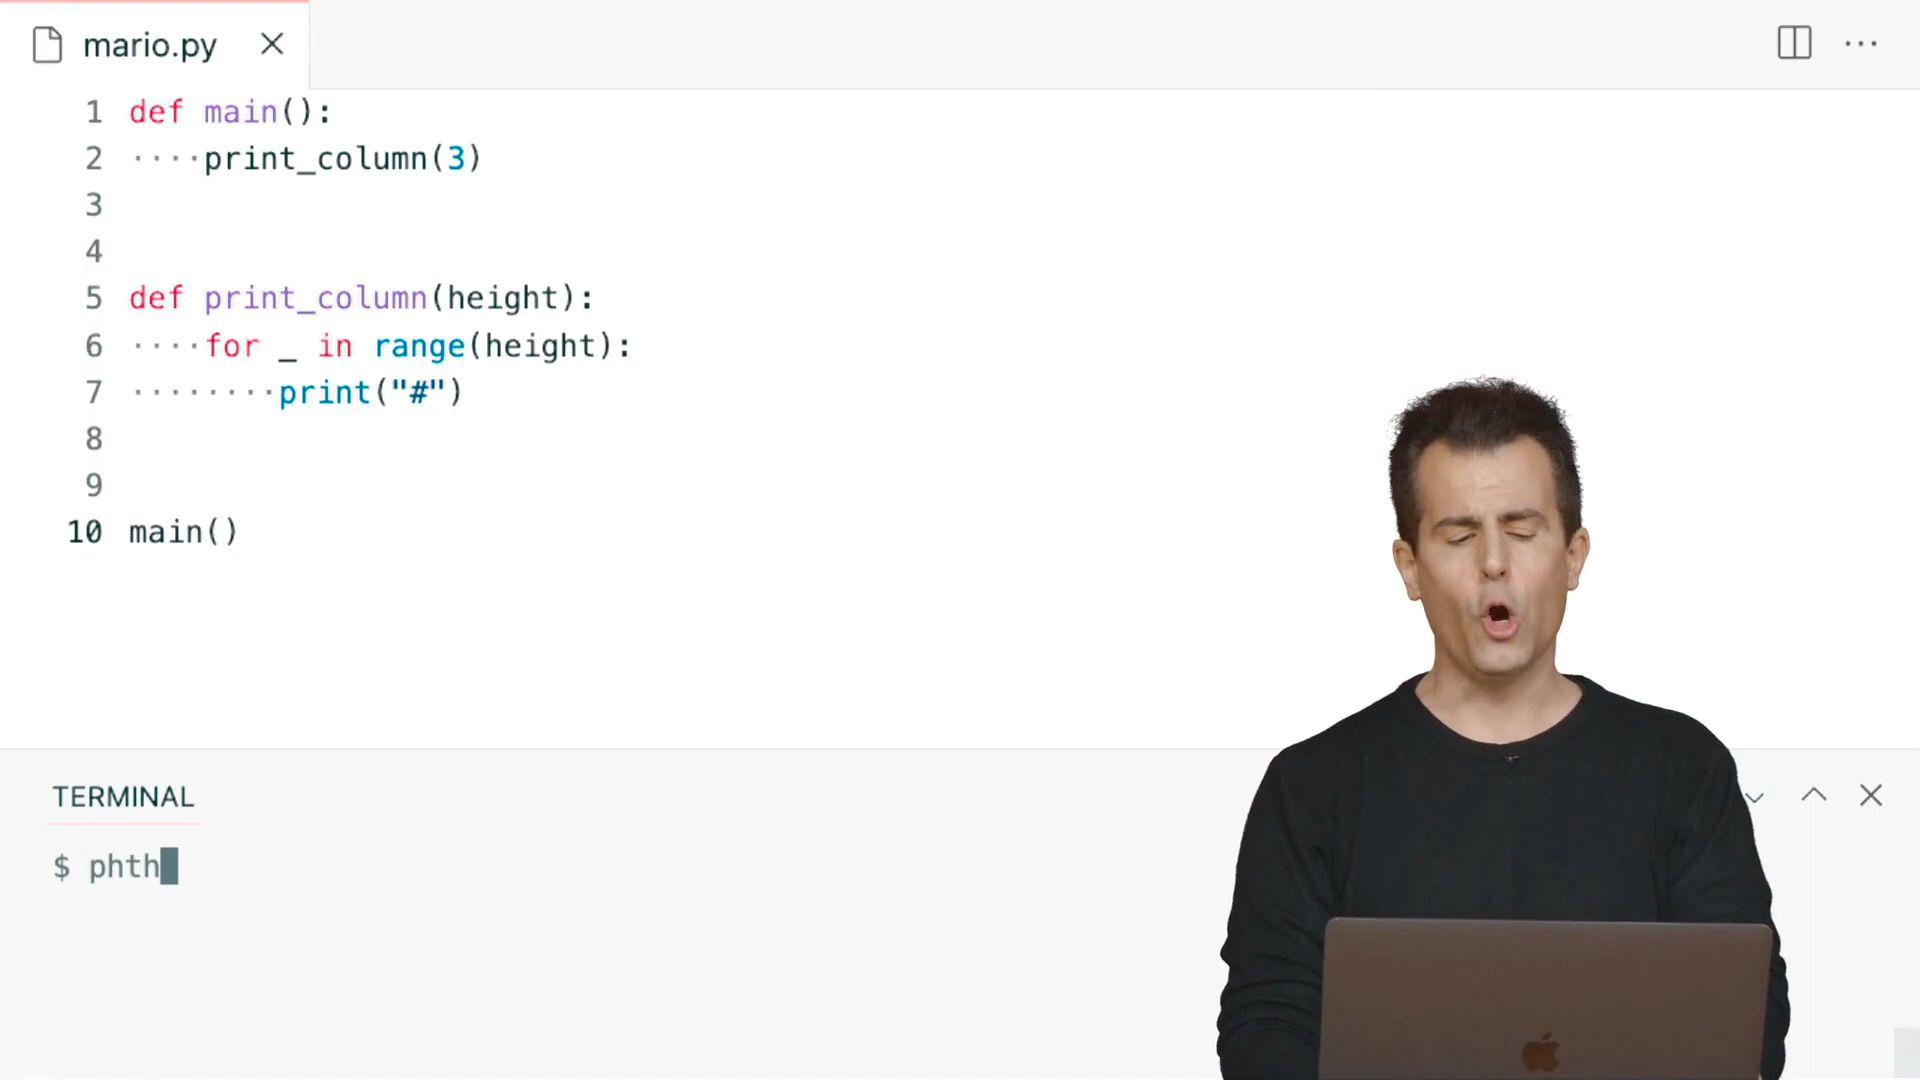 mario.py
1 def main():
2 ····print_column(3)
3
4
5 def print_column(height):
6 ····for _ in range(height):
7 ········print("#")
8
9
10 main()
TERMINAL
$ phth